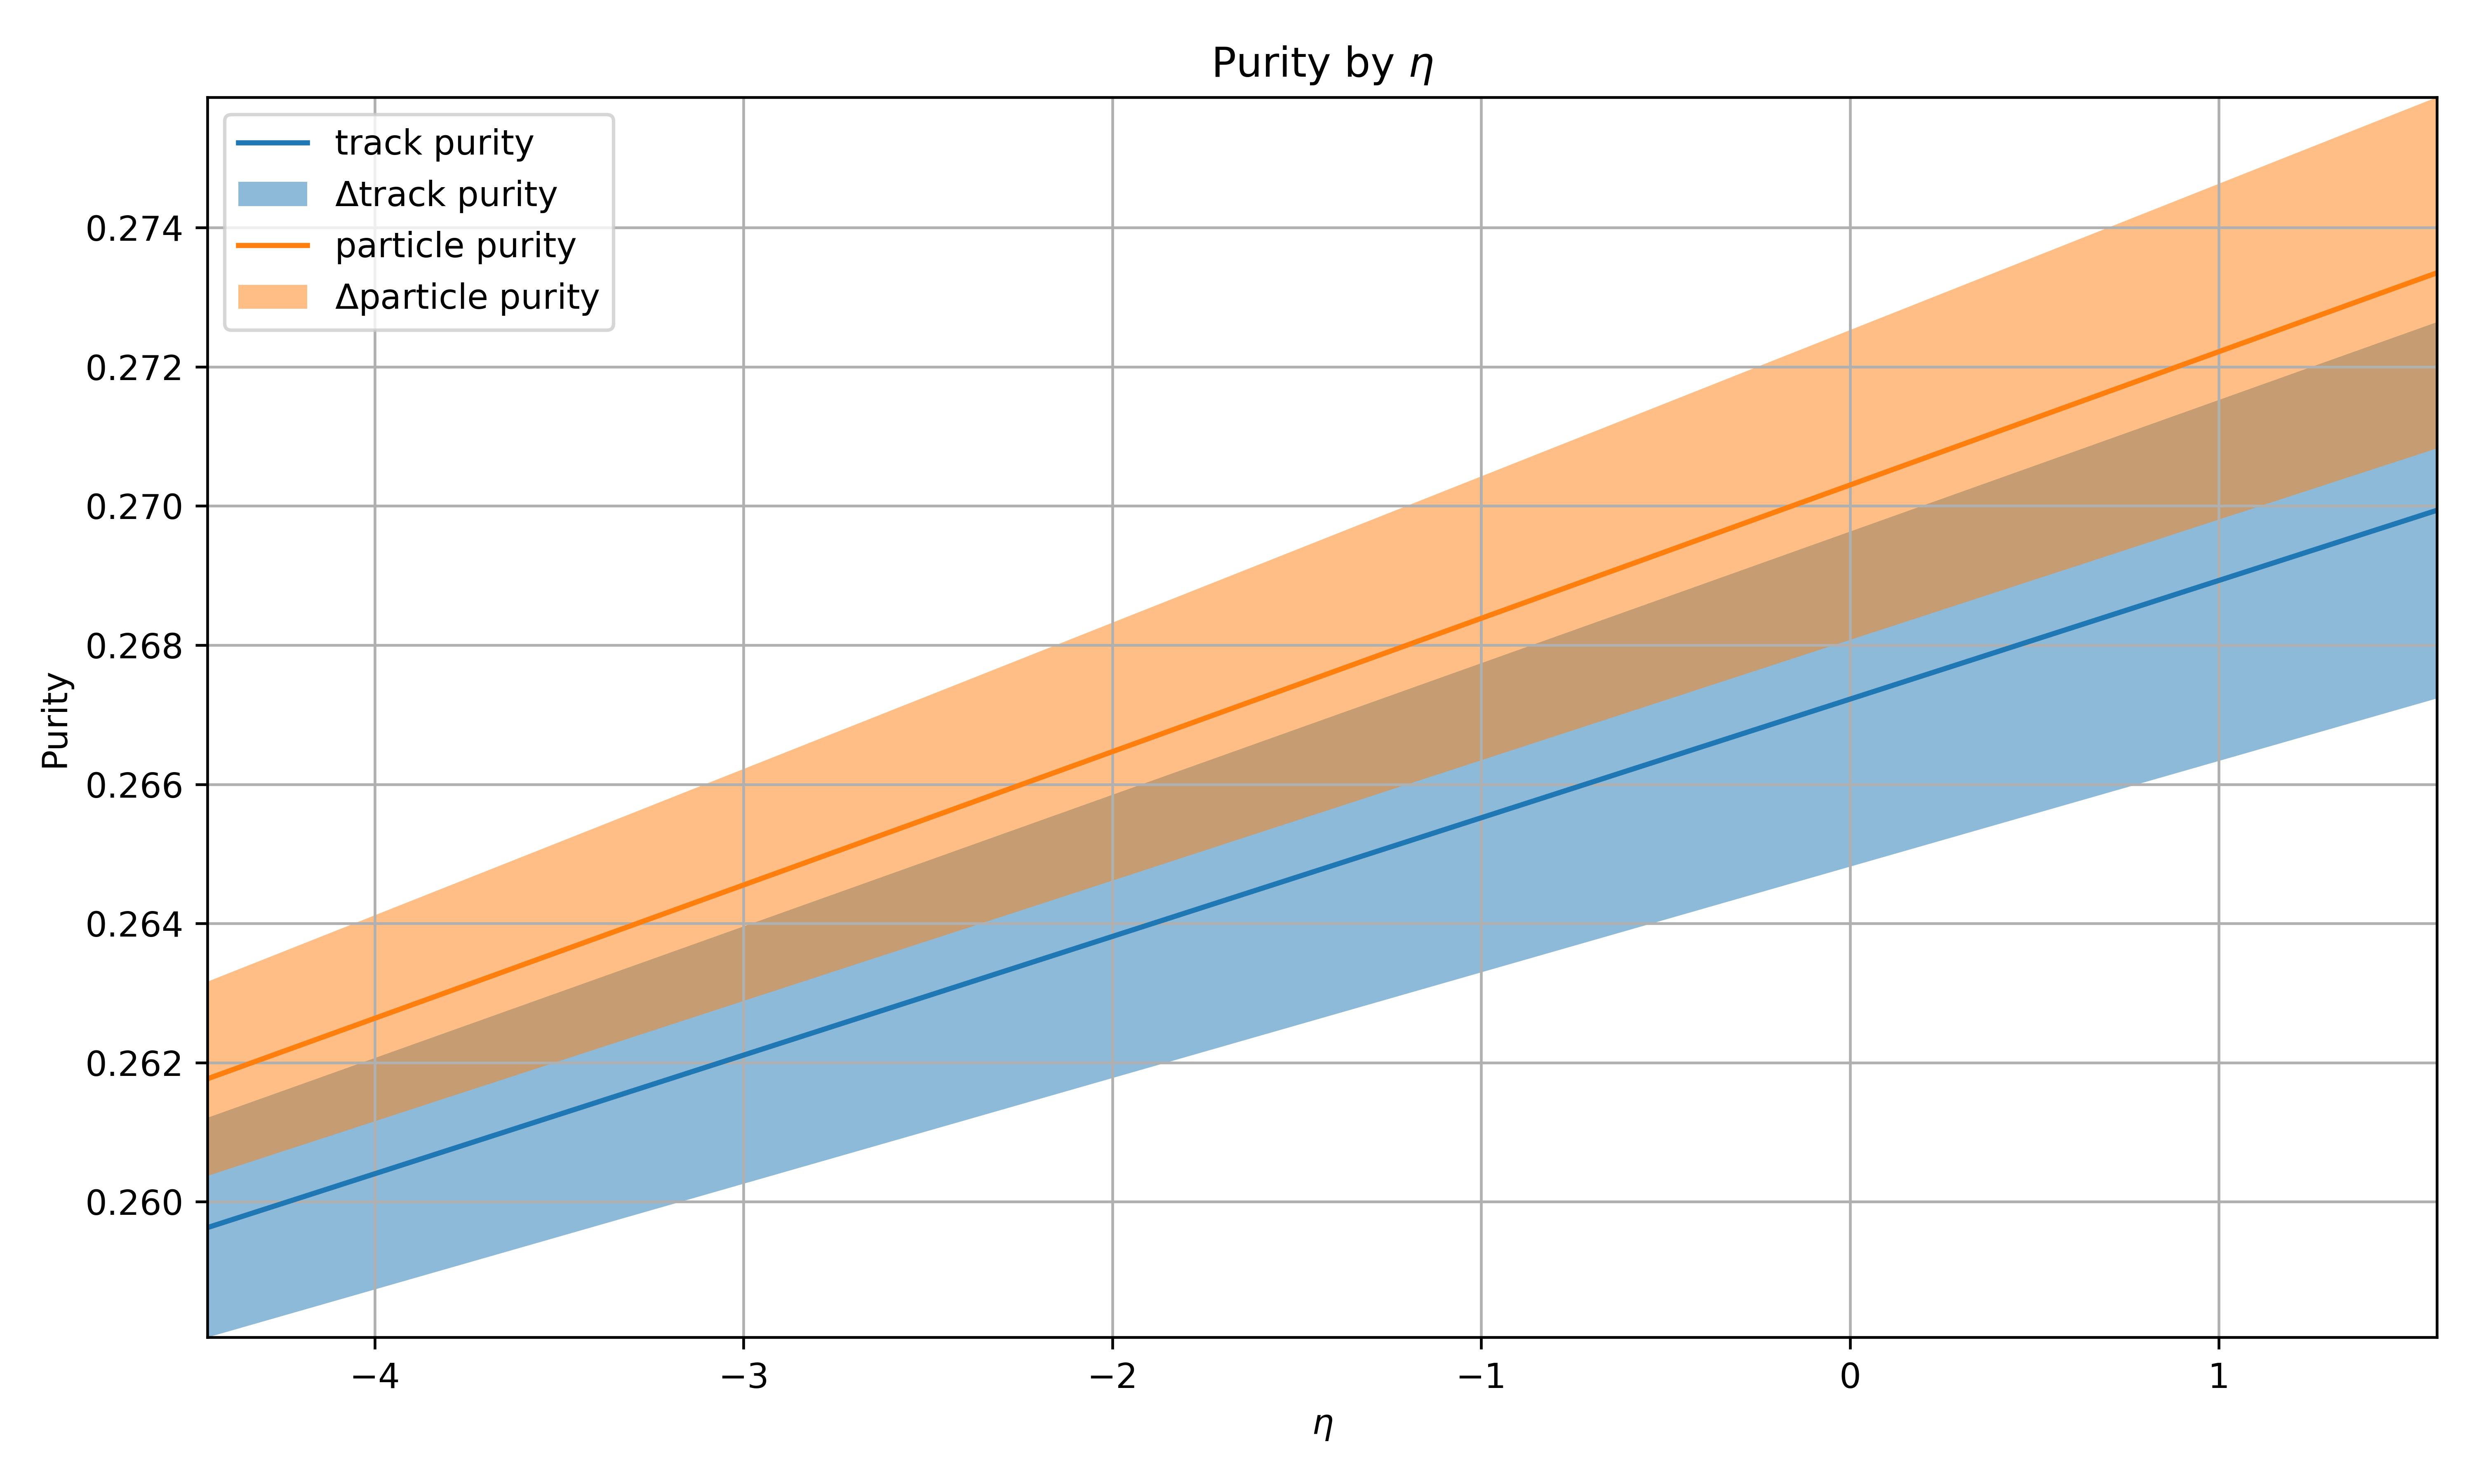 Purity by η
track purity
Δtrack purity
particle purity
Δparticle purity
0.274
0.272
0.270
0.268
0.266
0.264
0.262
0.260
Purity
−4 −3 −2 −1 0 1
η